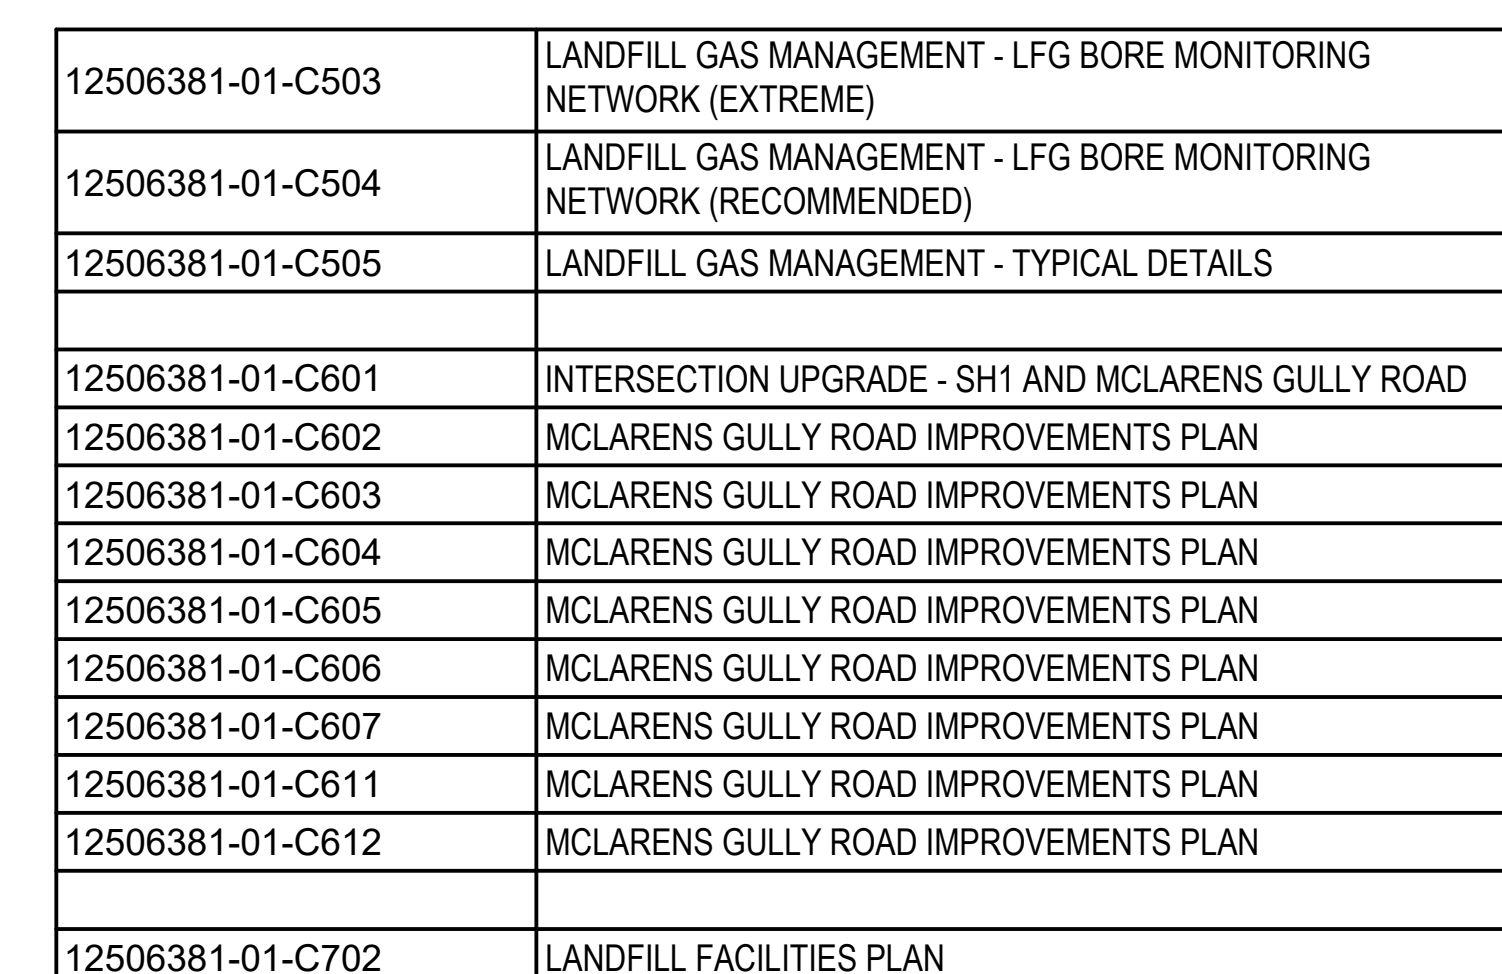 12506381-01-C503 LANDFILL GAS MANAGEMENT - LFG BORE MONITORING
NETWORK (EXTREME)
12506381-01-C504 LANDFILL GAS MANAGEMENT - LFG BORE MONITORING
NETWORK (RECOMMENDED)
12506381-01-C505 LANDFILL GAS MANAGEMENT - TYPICAL DETAILS
12506381-01-C601 INTERSECTION UPGRADE - SH1 AND MCLARENS GULLY ROAD
12506381-01-C602 MCLARENS GULLY ROAD IMPROVEMENTS PLAN
12506381-01-C603 MCLARENS GULLY ROAD IMPROVEMENTS PLAN
12506381-01-C604 MCLARENS GULLY ROAD IMPROVEMENTS PLAN
12506381-01-C605 MCLARENS GULLY ROAD IMPROVEMENTS PLAN
12506381-01-C606 MCLARENS GULLY ROAD IMPROVEMENTS PLAN
12506381-01-C607 MCLARENS GULLY ROAD IMPROVEMENTS PLAN
12506381-01-C611 MCLARENS GULLY ROAD IMPROVEMENTS PLAN
12506381-01-C612 MCLARENS GULLY ROAD IMPROVEMENTS PLAN
12506381-01-C702 LANDFILL FACILITIES PLAN